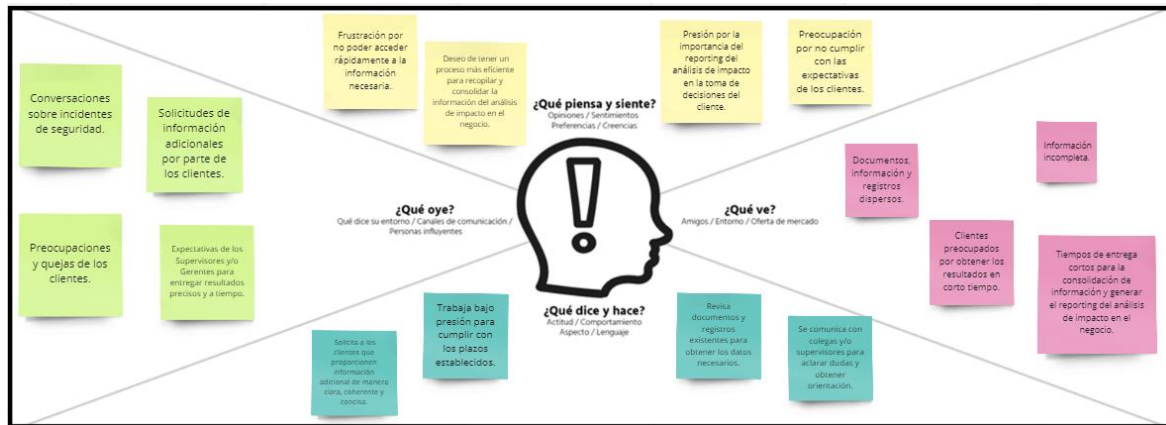 Frustración por
no poder acceder
rápidamente a la
información
necesaria.
Deseo de tener un
proceso más eficiente
para recopilar y
consolidar la
información del análisis
de impacto en el
negocio.
Presión por la
importancia del
reporting del
análisis de impacto
en la toma de
decisiones del
cliente.
Preocupación
por no cumplir
con las
expectativas
de los clientes.
¿Qué piensa y siente?
Opiniones / Sentimientos
Preferencias / Creencias
Conversaciones
sobre incidentes
de seguridad.
Solicitudes de
información
adicionales
por parte de
los clientes.
Preocupaciones
y quejas de los
clientes.
Expectativas de los
Supervisores y/o
Gerentes para
entregar resultados
precisos y a tiempo.
¿Qué oye?
Qué dice su entorno / Canales de comunicación /
Personas influyentes
¿Qué ve?
Amigos / Entorno / Oferta de mercado
Documentos,
información y
registros
dispersos.
Información
incompleta.
Clientes
preocupados
por obtener los
resultados en
corto tiempo.
Tiempos de entrega
cortos para la
consolidación de
información y generar
el reporting del análisis
de impacto en el
negocio.
¿Qué dice y hace?
Actitud / Comportamiento
Aspecto / Lenguaje
Solicita a los
clientes que
proporcionen
información
adicional de manera
clara, coherente y
concisa.
Trabaja bajo
presión para
cumplir con
los plazos
establecidos.
Revisa
documentos y
registros
existentes para
obtener los datos
necesarios.
Se comunica con
colegas y/o
supervisores para
aclarar dudas y
obtener
orientación.